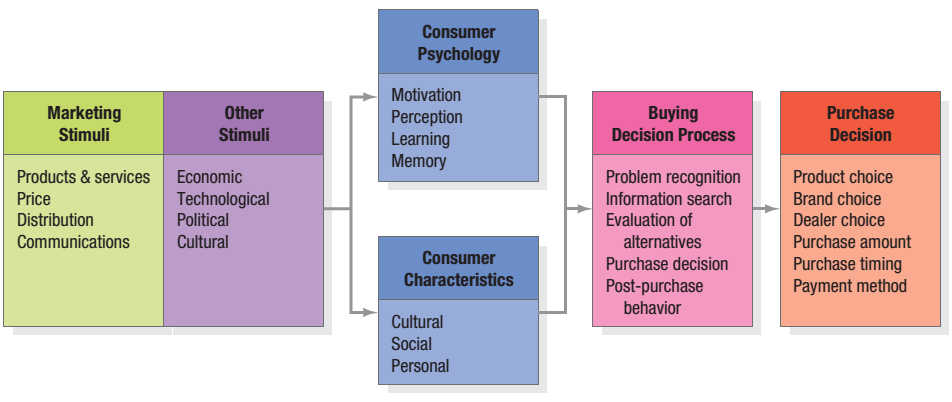 Marketing
Stimuli
Products & services
Price
Distribution
Communications
Other
Stimuli
Economic
Technological
Political
Cultural
Consumer
Psychology
Motivation
Perception
Learning
Memory
Consumer
Characteristics
Cultural
Social
Personal
Buying
Decision Process
Problem recognition
Information search
Evaluation of
alternatives
Purchase decision
Post-purchase
behavior
Purchase
Decision
Product choice
Brand choice
Dealer choice
Purchase amount
Purchase timing
Payment method